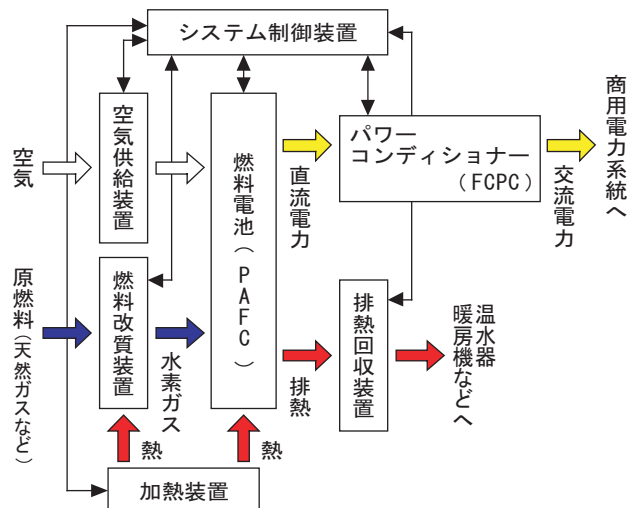 システム制御装置
空気
空気供給装置
燃料電池(PAFC)
直流電力
パワー
コンディショナー
(FCPC)
交流電力
商用電力系統へ
原燃料(天然ガスなど)
燃料改質装置
水素ガス
排熱
排熱回収装置
温水器
暖房機などへ
熱
熱
加熱装置